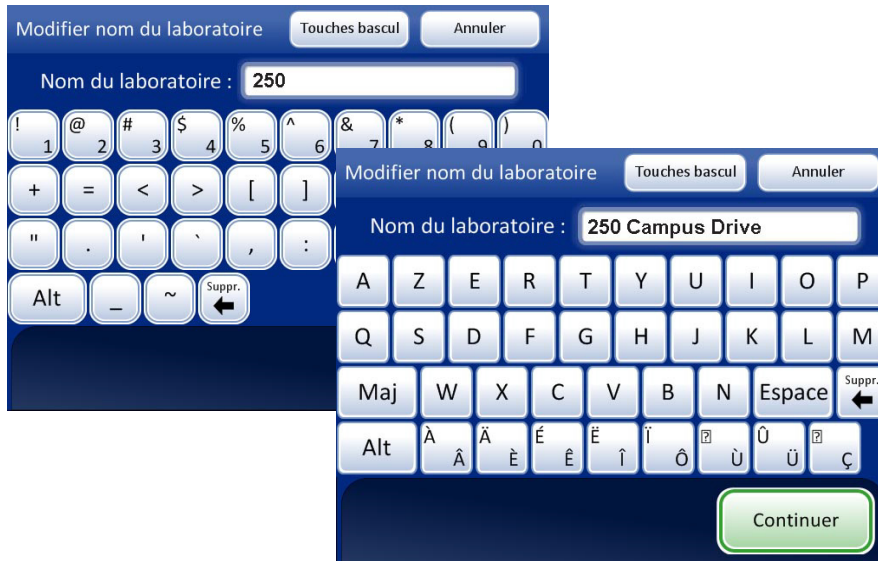 Modifier nom du laboratoire Touches bascul Annuler
Nom du laboratoire : 250
! 1 @ 2 # 3 $ 4 % 5 ^ 6 & 7 * 8 ( 9 ) 0
+ = < > [ ]
" . ' ` , :
Alt _ ~ Suppr.
Modifier nom du laboratoire Touches bascul Annuler
Nom du laboratoire : 250 Campus Drive
A Z E R T Y U I O P
Q S D F G H J K L M
Maj W X C V B N Espace Suppr.
Alt À Â Ä È É Ê Ë Î Ï Ô Ù Û Ü Ç
Continuer